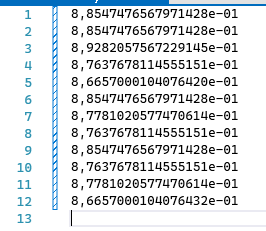 1 8,8547476567971428e-01
2 8,8547476567971428e-01
3 8,9282057567229145e-01
4 8,7637678114555151e-01
5 8,6657000104076420e-01
6 8,8547476567971428e-01
7 8,7781020577470614e-01
8 8,7637678114555151e-01
9 8,8547476567971428e-01
10 8,7637678114555151e-01
11 8,7781020577470614e-01
12 8,6657000104076432e-01
13